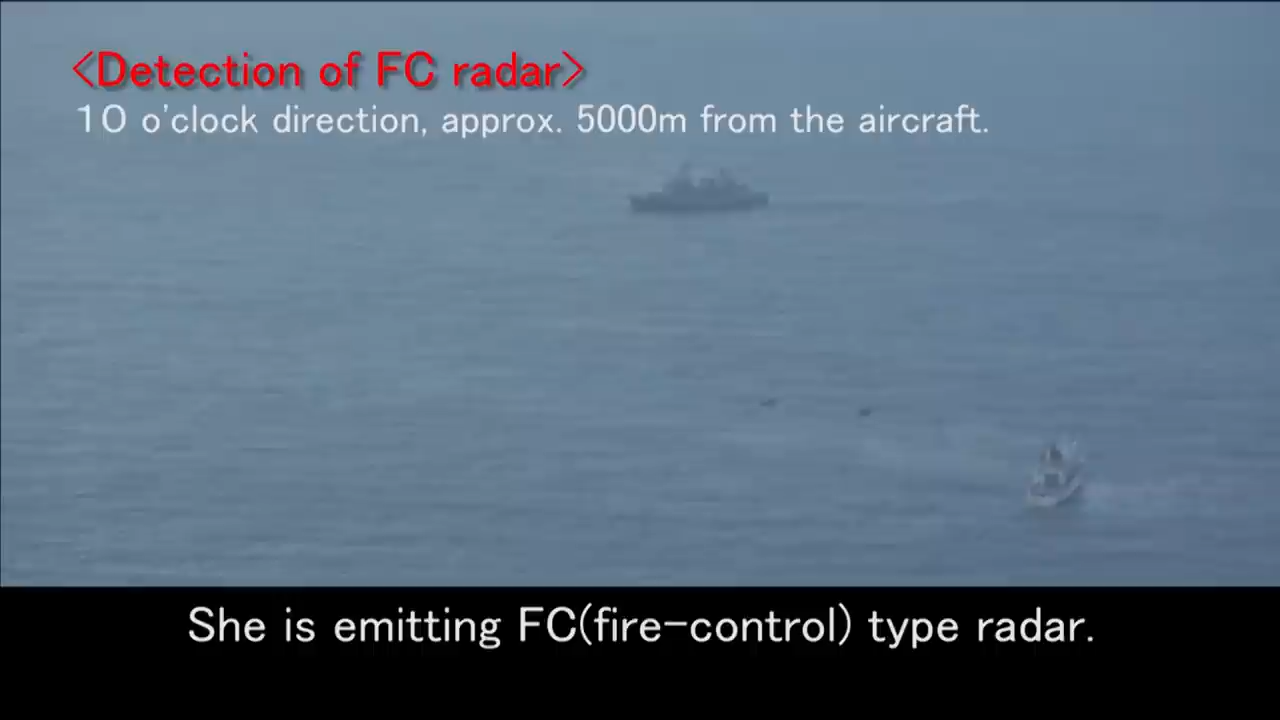 <Detection of FC radar>
10 o'clock direction, approx. 5000m from the aircraft.
She is emitting FC(fire-control) type radar.